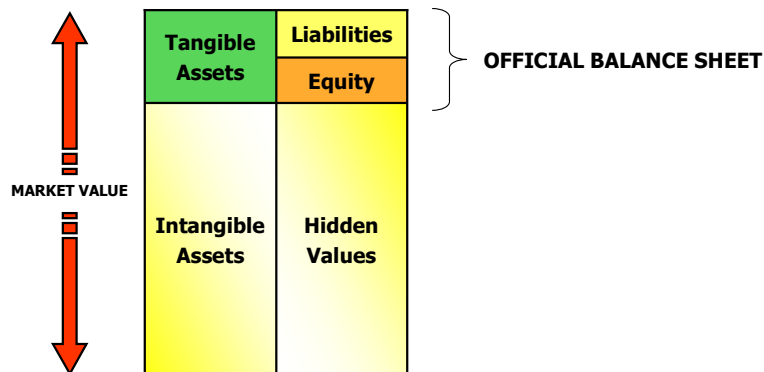 Tangible
Assets
Liabilities
Equity
OFFICIAL BALANCE SHEET
MARKET VALUE
Intangible
Assets
Hidden
Values